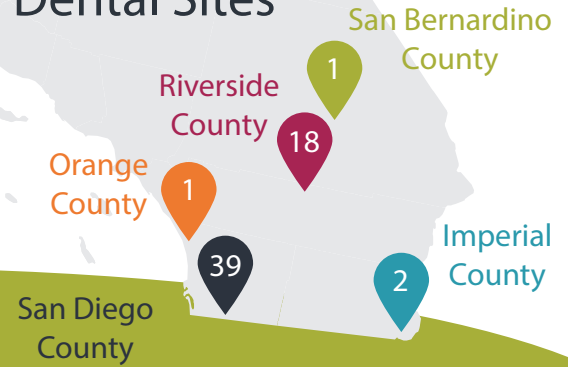 Dental Sites
San Bernardino
County
1
Riverside
County
18
Orange
County
1
39
Imperial
County
2
San Diego
County